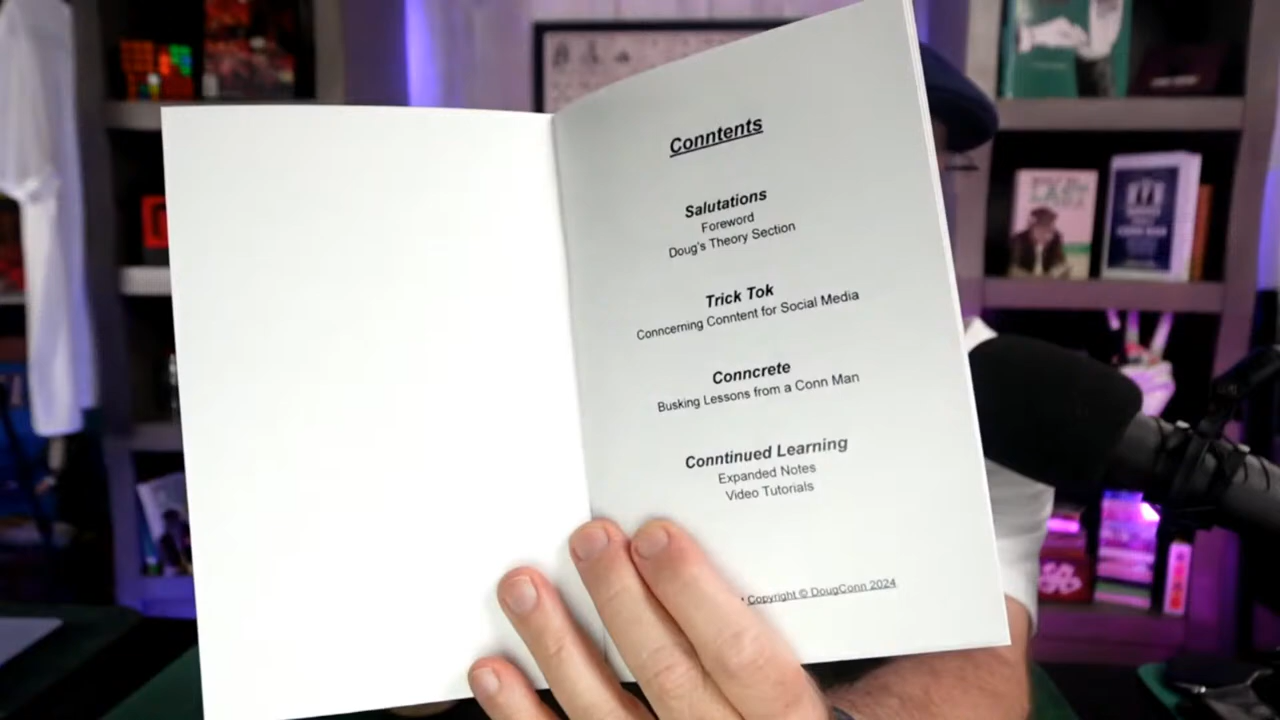 Conntents
Salutations
Foreword
Doug's Theory Section
Trick Tok
Conncerning Conntent for Social Media
Conncrete
Busking Lessons from a Conn Man
Conntinued Learning
Expanded Notes
Video Tutorials
Copyright © DougConn 2024